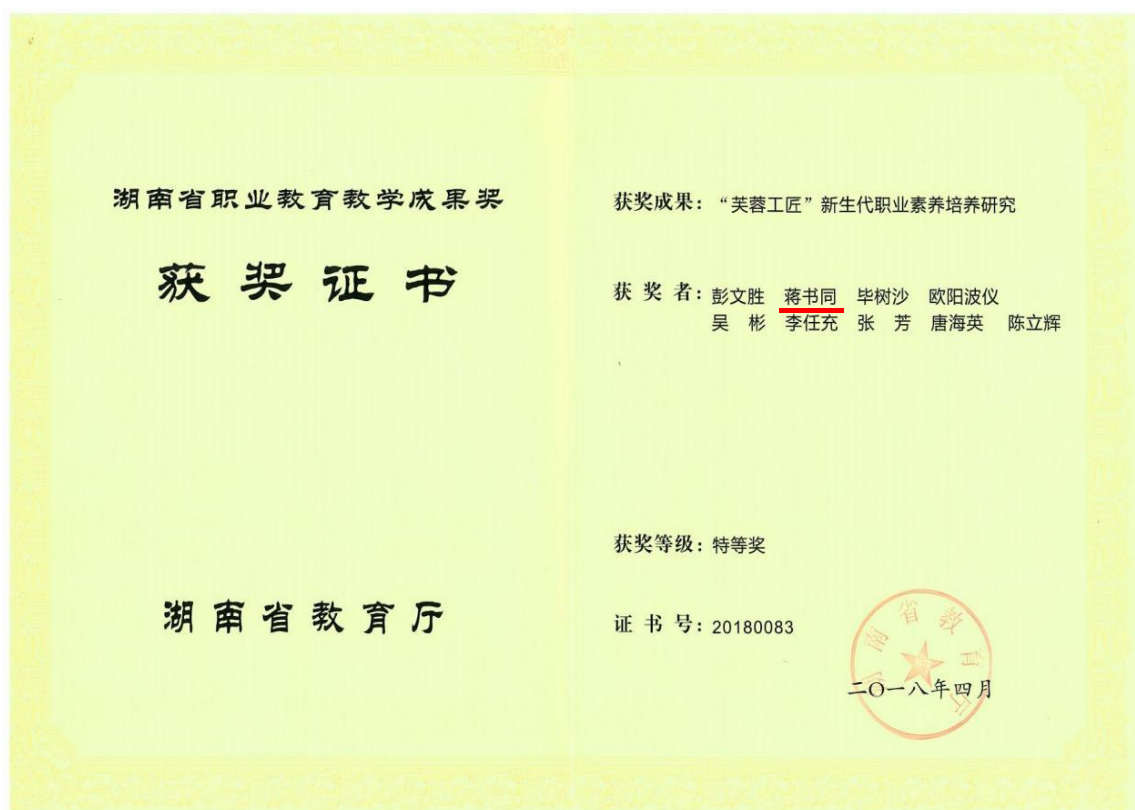 湖南省职业教育教学成果奖
获奖证书
湖南省教育厅
获奖成果：“芙蓉工匠”新生代职业素养培养研究
获奖者：彭文胜 蒋书同 毕树沙 欧阳波仪
吴彬 李任充 张芳 唐海英 陈立辉
获奖等级：特等奖
证书号：20180083
湖南省教育厅
二〇一八年四月